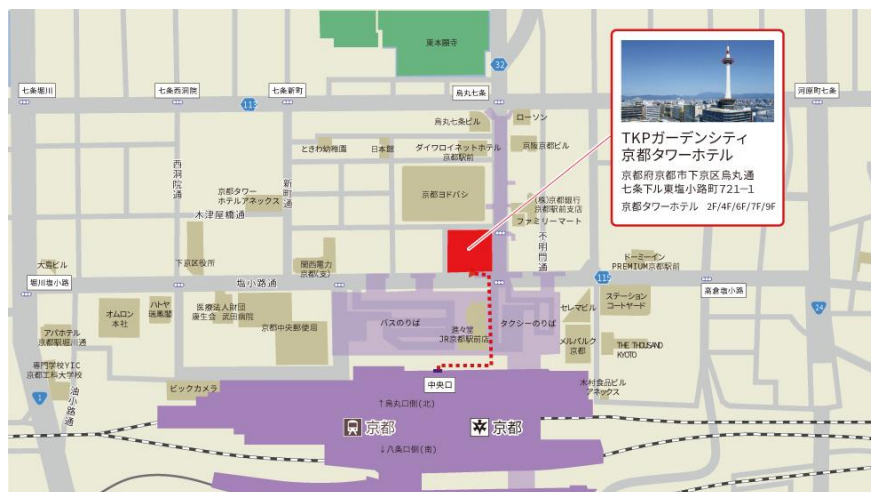 東本願寺
32
七条堀川
七条西洞院
七条新町
烏丸七条
河原町七条
113
烏丸七条ビル
ローソン
ときわ幼稚園
日本館
ダイワロイネットホテル
京都駅前
京阪京都ビル
TKPガーデンシティ
京都タワーホテル
京都府京都市下京区烏丸通
七条下ル東塩小路町721−1
京都タワーホテル 2F/4F/6F/7F/9F
西洞院通
新町通
京都タワー
ホテルアネックス
京都ヨドバシ
(株)京都銀行
京都駅前支店
ファミリーマート
木津屋橋通
不明門通
大島ビル
下京区役所
関西電力
京都(支)
ドーミーイン
PREMIUM京都駅前
堀川塩小路
塩小路通
115
高倉塩小路
オムロン
本社
ハトヤ
瑞鳳閣
医療法人財団
康生会 武田病院
京都中央郵便局
バスのりば
進々堂
JR京都駅前店
タクシーのりば
セレマビル
ステーション
コートヤード
24
アパホテル
京都駅堀川通
メルパルク
京都
THE THOUSAND
KYOTO
専門学校YIC
京都工科大学校
ビックカメラ
中央口
木村食品ビル
アネックス
1
油小路通
↑烏丸口側(北)
京都
京都
↓八条口側(南)